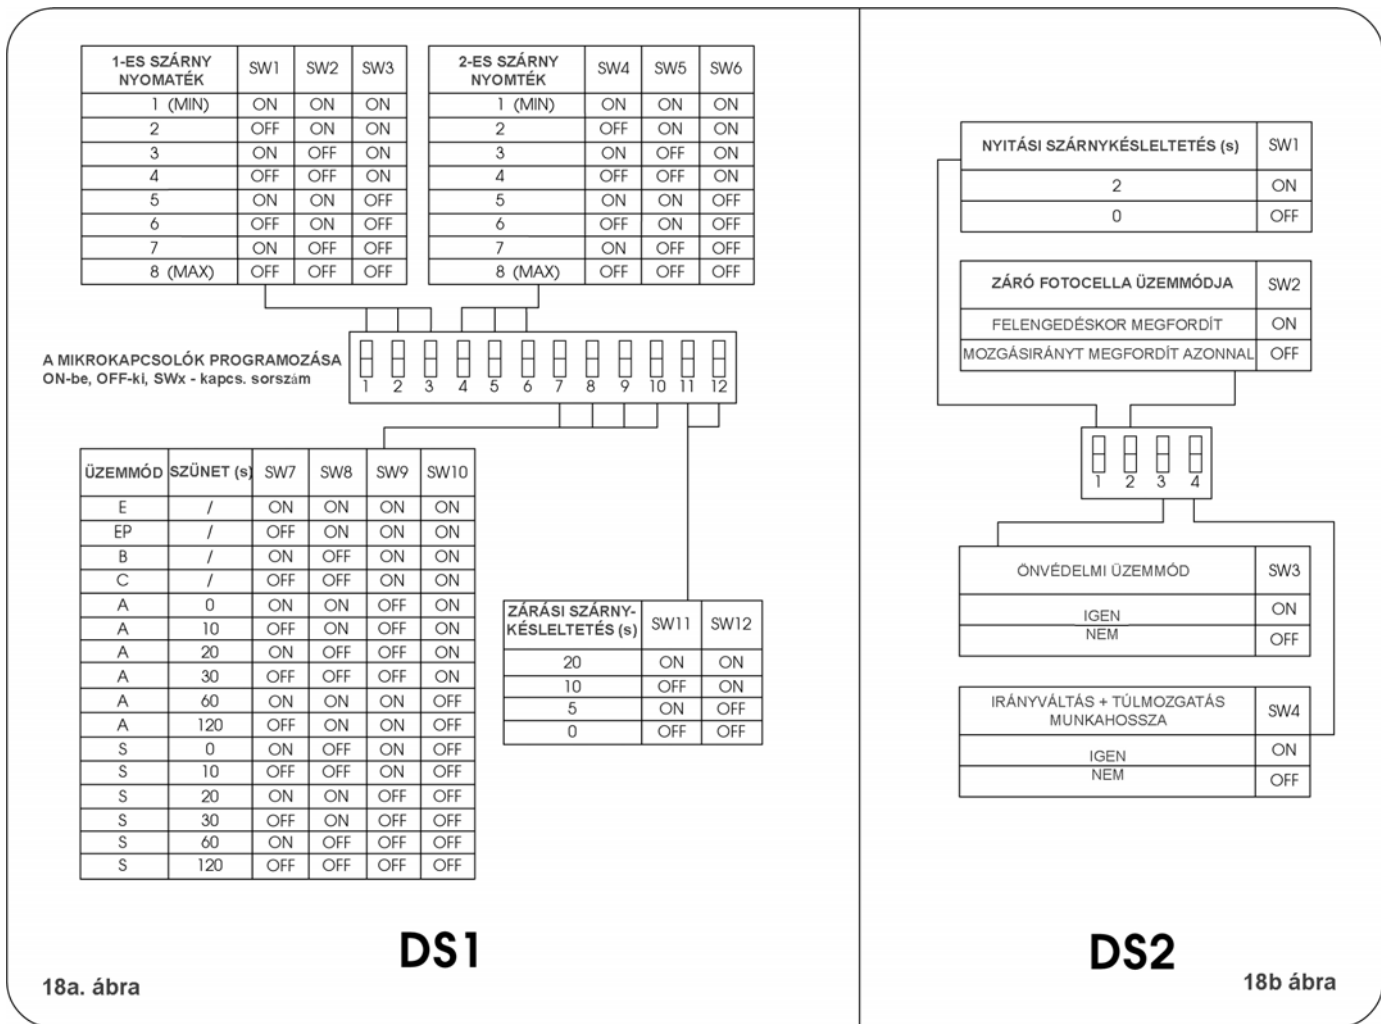 1-ES SZÁRNY NYOMATÉK SW1 SW2 SW3
1 (MIN) ON ON ON
2 OFF ON ON
3 ON OFF ON
4 OFF OFF ON
5 ON ON OFF
6 OFF ON OFF
7 ON OFF OFF
8 (MAX) OFF OFF OFF
2-ES SZÁRNY NYOMTÉK SW4 SW5 SW6
1 (MIN) ON ON ON
2 OFF ON ON
3 ON OFF ON
4 OFF OFF ON
5 ON ON OFF
6 OFF ON OFF
7 ON OFF OFF
8 (MAX) OFF OFF OFF
A MIKROKAPCSOLÓK PROGRAMOZÁSA
ON-be, OFF-ki, SWx - kapcs. sorszám
1 2 3 4 5 6 7 8 9 10 11 12
ÜZEMMÓD SZÜNET (s) SW7 SW8 SW9 SW10
E / ON ON ON ON
EP / OFF ON ON ON
B / ON OFF ON ON
C / OFF OFF ON ON
A 0 ON ON OFF ON
A 10 OFF ON OFF ON
A 20 ON OFF OFF ON
A 30 OFF OFF OFF ON
A 60 ON ON ON OFF
A 120 OFF ON ON OFF
S 0 ON OFF ON OFF
S 10 OFF OFF ON OFF
S 20 ON ON OFF OFF
S 30 OFF ON OFF OFF
S 60 ON OFF OFF OFF
S 120 OFF OFF OFF OFF
ZÁRÁSI SZÁRNY-
KÉSLELTETÉS (s) SW11 SW12
20 ON ON
10 OFF ON
5 ON OFF
0 OFF OFF
DS1
18a. ábra
NYITÁSI SZÁRNYKÉSLELTETÉS (s) SW1
2 ON
0 OFF
ZÁRÓ FOTOCELLA ÜZEMMÓDJA SW2
FELENGEDÉSKOR MEGFORDÍT ON
MOZGÁSIRÁNYT MEGFORDÍT AZONNAL OFF
1 2 3 4
ÖNVÉDELMI ÜZEMMÓD SW3
IGEN ON
NEM OFF
IRÁNYVÁLTÁS + TÚLMOZGATÁS
MUNKAHOSSZA SW4
IGEN ON
NEM OFF
DS2
18b ábra